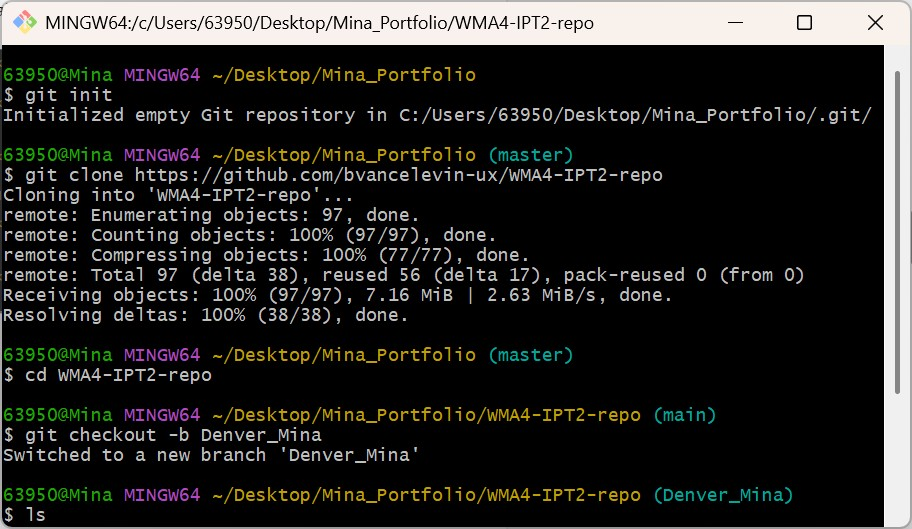 MINGW64:/c/Users/63950/Desktop/Mina_Portfolio/WMA4-IPT2-repo
63950@Mina MINGW64 ~/Desktop/Mina_Portfolio
$ git init
Initialized empty Git repository in C:/Users/63950/Desktop/Mina_Portfolio/.git/
63950@Mina MINGW64 ~/Desktop/Mina_Portfolio (master)
$ git clone https://github.com/bvancelevin-ux/WMA4-IPT2-repo
Cloning into 'WMA4-IPT2-repo'...
remote: Enumerating objects: 97, done.
remote: Counting objects: 100% (97/97), done.
remote: Compressing objects: 100% (77/77), done.
remote: Total 97 (delta 38), reused 56 (delta 17), pack-reused 0 (from 0)
Receiving objects: 100% (97/97), 7.16 MiB | 2.63 MiB/s, done.
Resolving deltas: 100% (38/38), done.
63950@Mina MINGW64 ~/Desktop/Mina_Portfolio (master)
$ cd WMA4-IPT2-repo
63950@Mina MINGW64 ~/Desktop/Mina_Portfolio/WMA4-IPT2-repo (main)
$ git checkout -b Denver_Mina
Switched to a new branch 'Denver_Mina'
63950@Mina MINGW64 ~/Desktop/Mina_Portfolio/WMA4-IPT2-repo (Denver_Mina)
$ ls